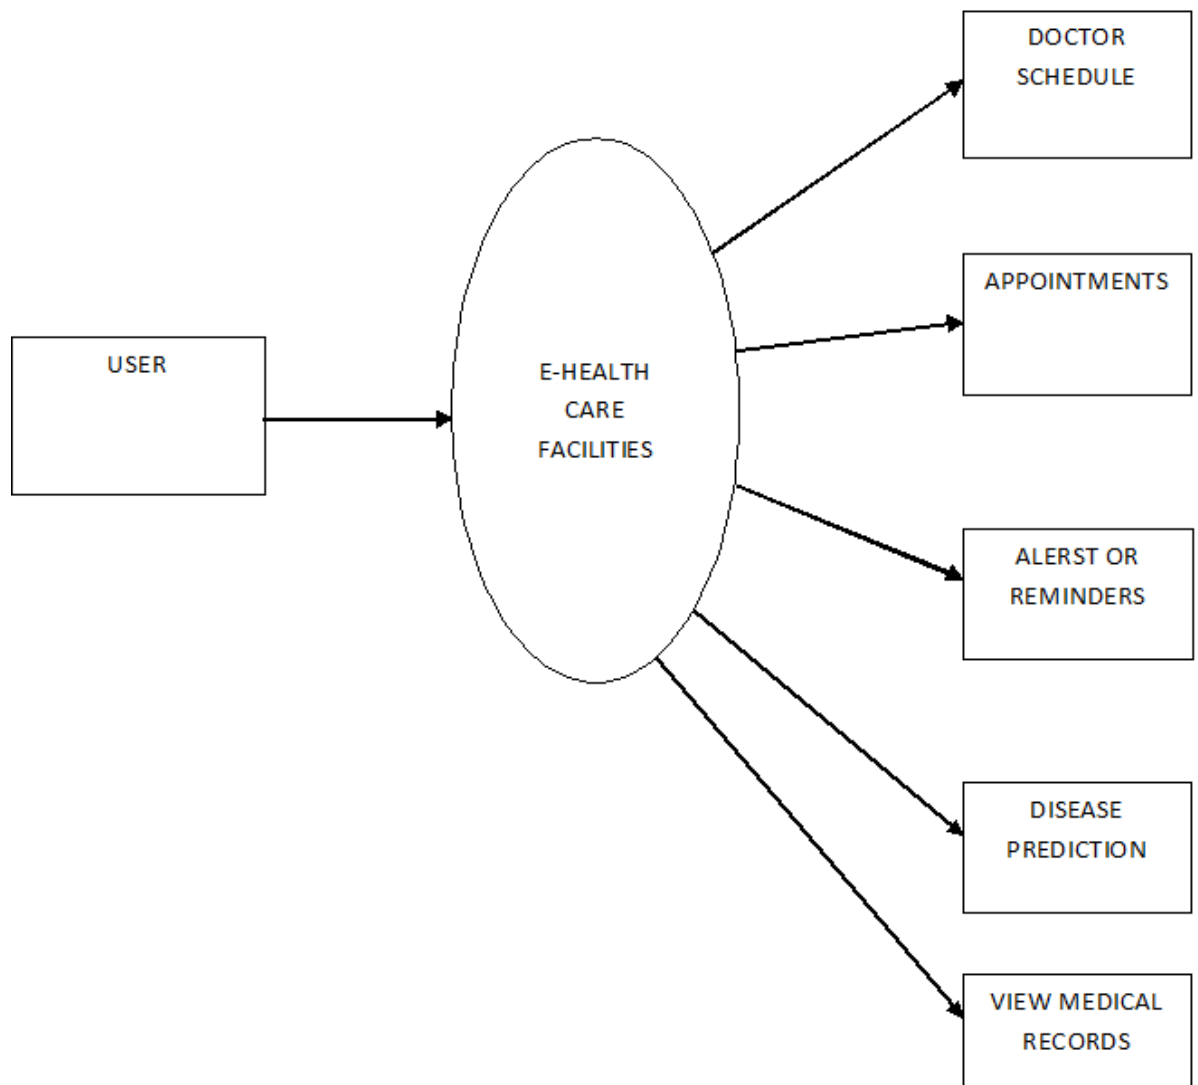 USER
E-HEALTH
CARE
FACILITIES
DOCTOR
SCHEDULE
APPOINTMENTS
ALERST OR
REMINDERS
DISEASE
PREDICTION
VIEW MEDICAL
RECORDS